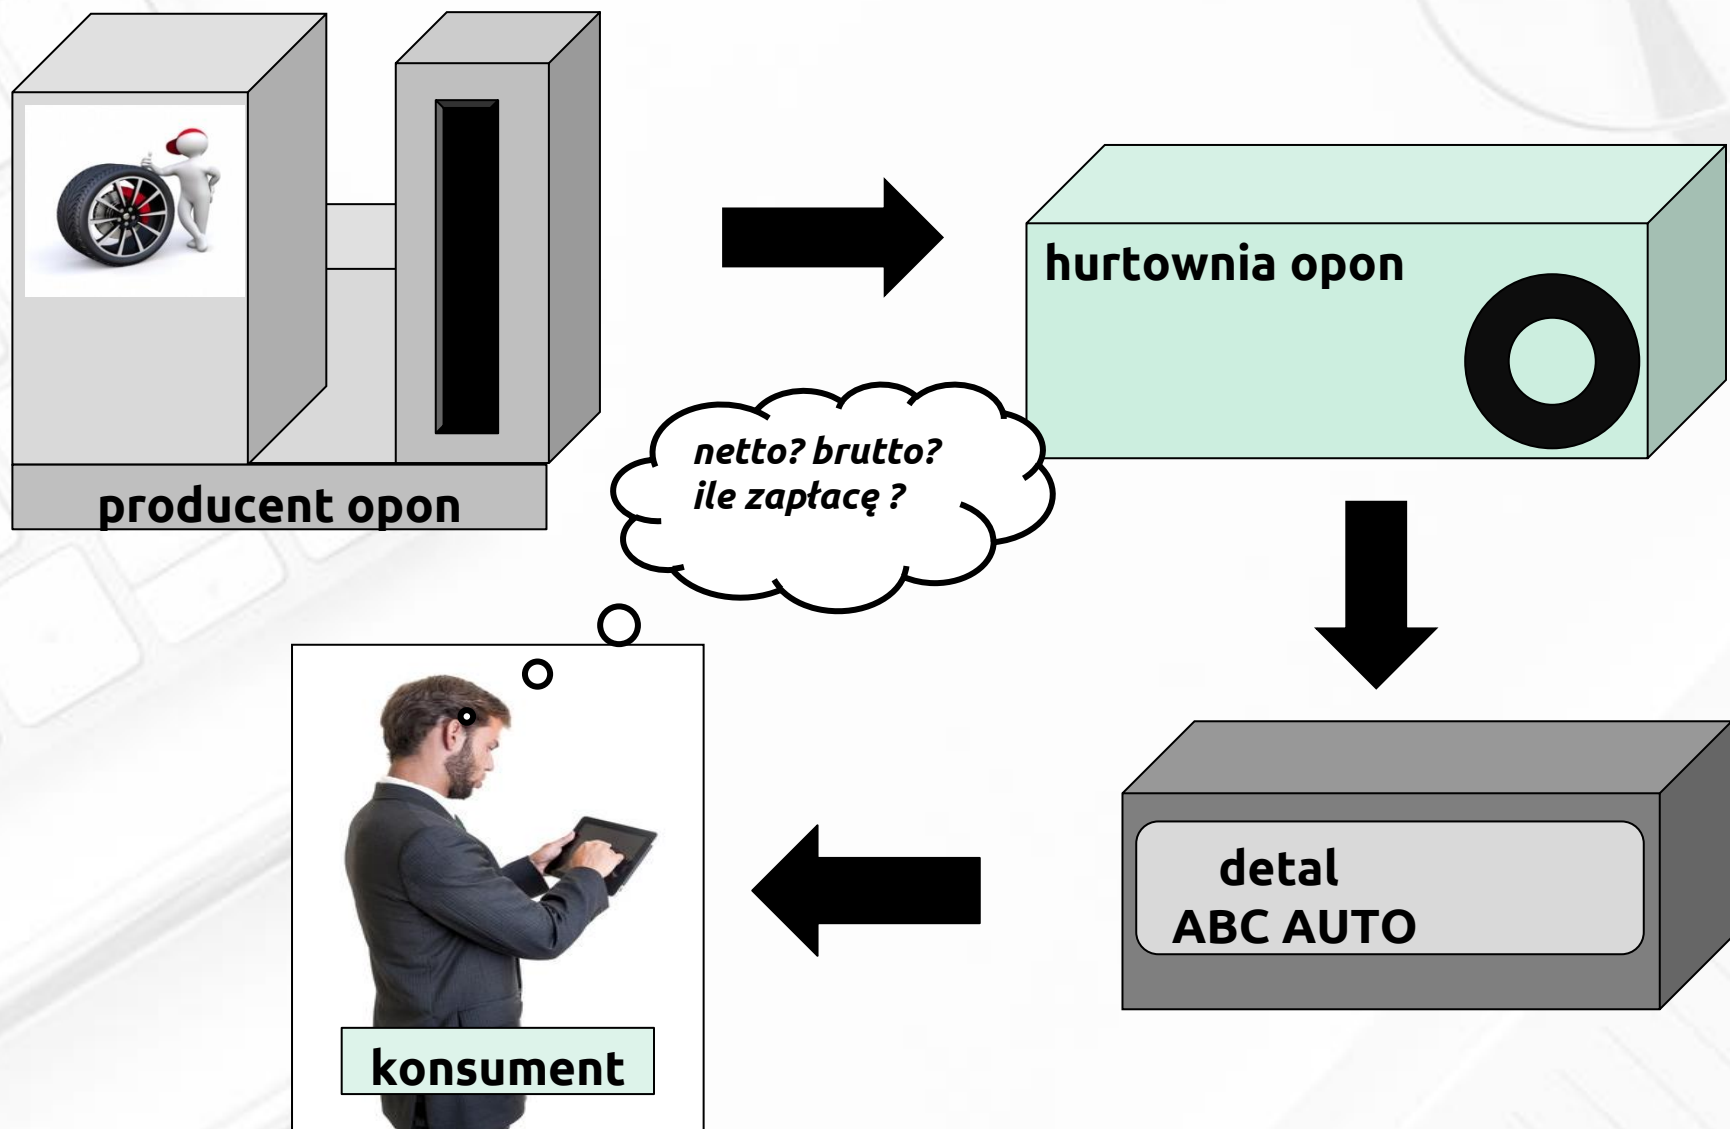 hurtownia opon
netto? brutto?
ile zapłacę ?
producent opon
detal
ABC AUTO
konsument